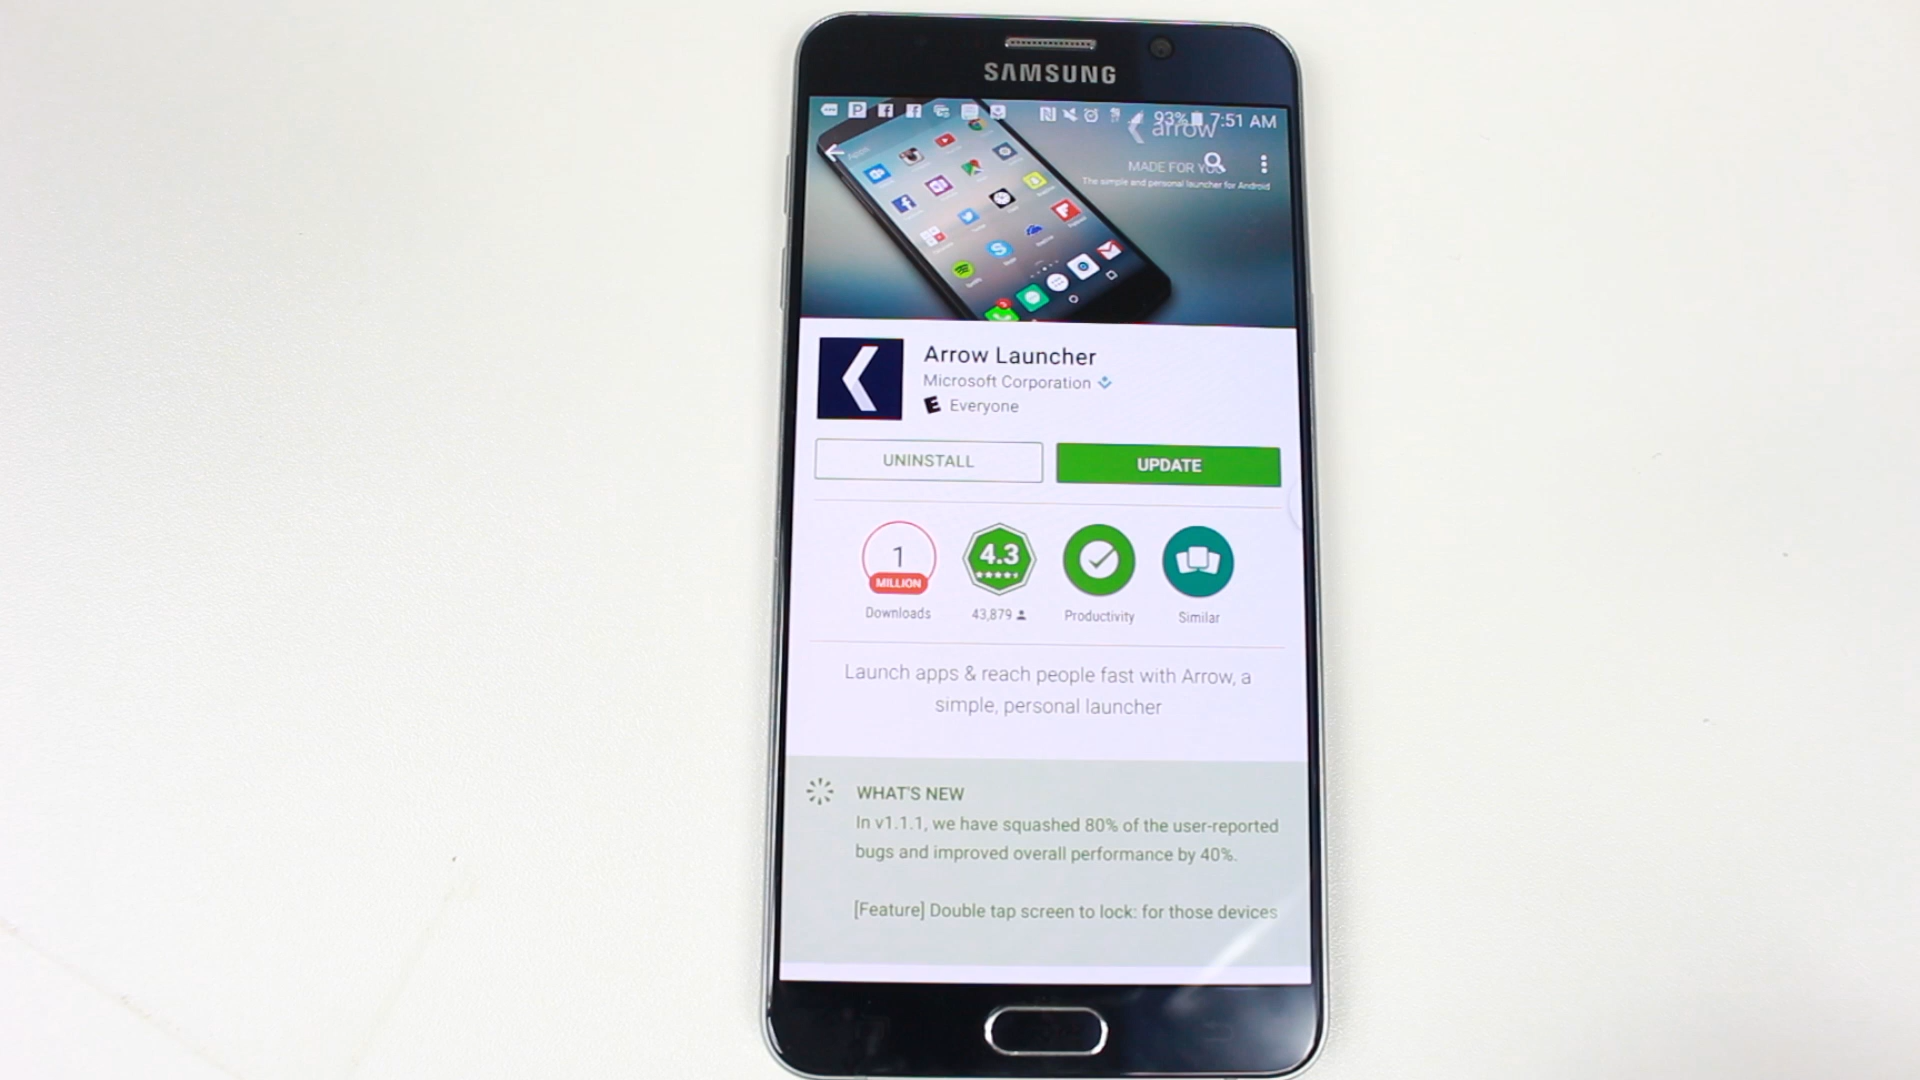 SAMSUNG
93% 7:51 AM
arrow
Apps
MADE FOR YOU
The simple and personal launcher for Android
Arrow Launcher
Microsoft Corporation
E Everyone
UNINSTALL
UPDATE
1
MILLION
4.3
Downloads
43,879
Productivity
Similar
Launch apps & reach people fast with Arrow, a
simple, personal launcher
WHAT'S NEW
In v1.1.1, we have squashed 80% of the user-reported
bugs and improved overall performance by 40%.
[Feature] Double tap screen to lock: for those devices